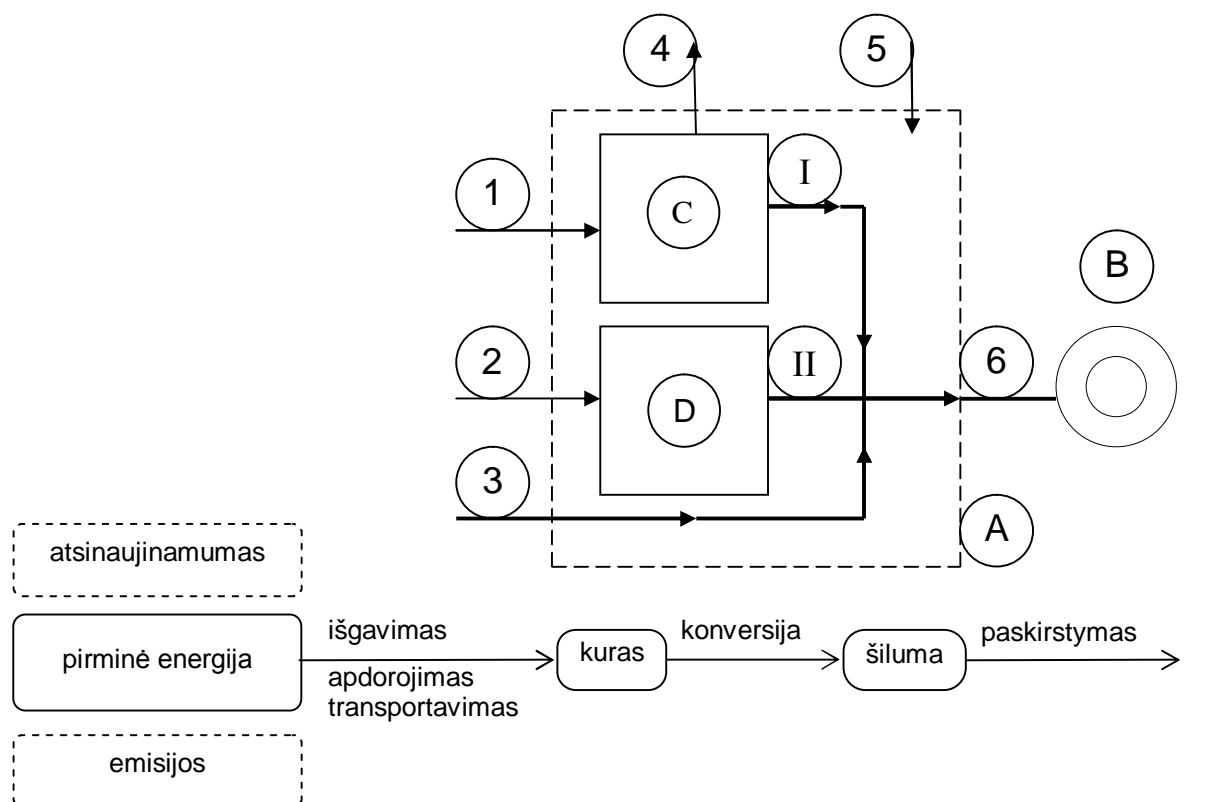 4
5
1
I
C
B
2
II
6
D
3
A
atsinaujinamumas
pirminė energija
išgavimas
apdorojimas
transportavimas
kuras
konversija
šiluma
paskirstymas
emisijos